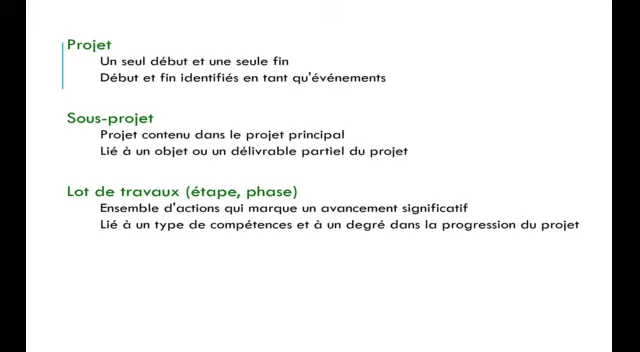 Projet
Un seul début et une seule fin
Début et fin identifiés en tant qu'événements
Sous-projet
Projet contenu dans le projet principal
Lié à un objet ou un délivrable partiel du projet
Lot de travaux (étape, phase)
Ensemble d'actions qui marque un avancement significatif
Lié à un type de compétences et à un degré dans la progression du projet